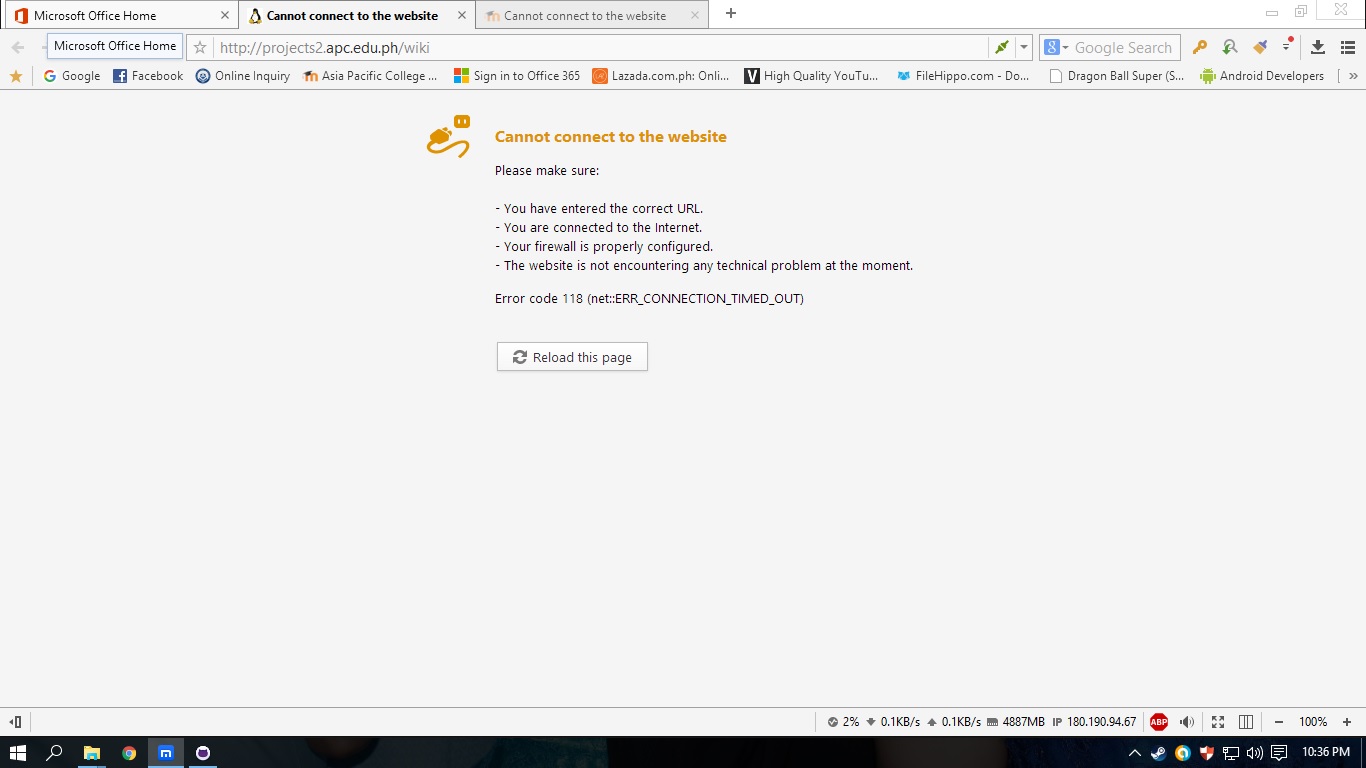 Microsoft Office Home
Cannot connect to the website
Cannot connect to the website
Microsoft Office Home
http://projects2.apc.edu.ph/wiki
Google Search
Google
Facebook
Online Inquiry
Asia Pacific College ...
Sign in to Office 365
Lazada.com.ph: Onli...
High Quality YouTu...
FileHippo.com - Do...
Dragon Ball Super (S...
Android Developers
Cannot connect to the website
Please make sure:
- You have entered the correct URL.
- You are connected to the Internet.
- Your firewall is properly configured.
- The website is not encountering any technical problem at the moment.
Error code 118 (net::ERR_CONNECTION_TIMED_OUT)
Reload this page
2% 0.1KB/s 0.1KB/s 4887MB IP 180.190.94.67 ABP 100%
10:36 PM